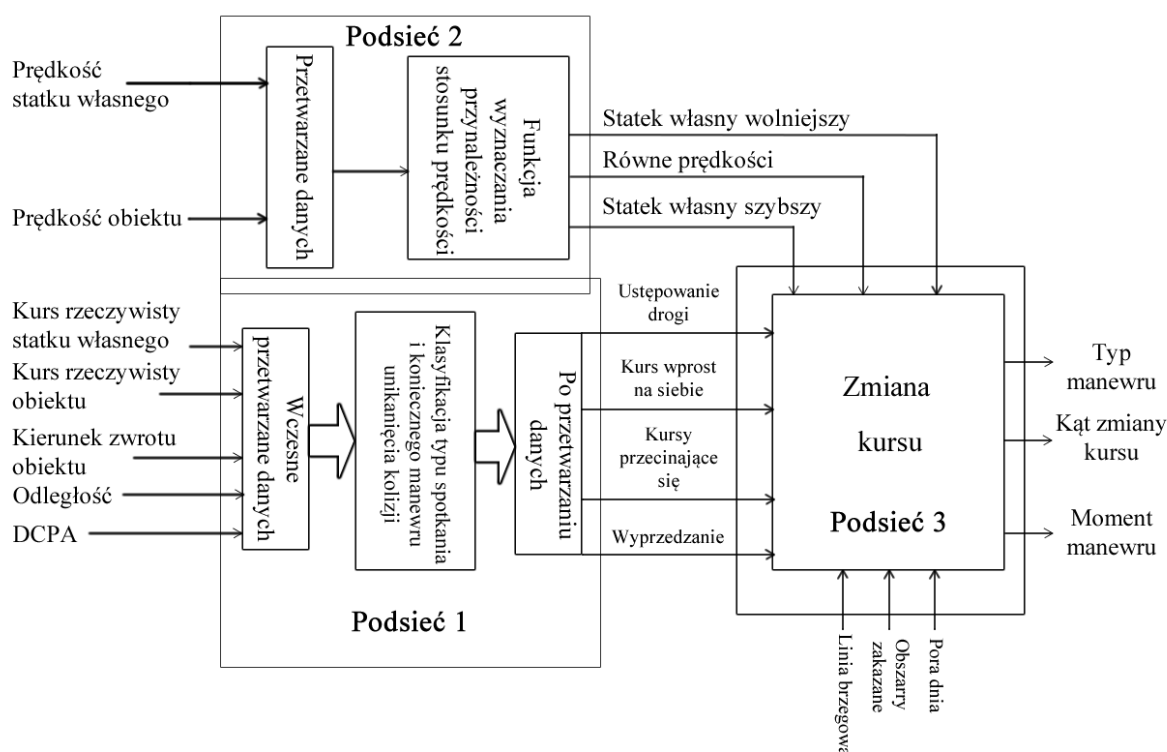 Podsieć 2
Prędkość
statku własnego
Prędkość obiektu
Przetwarzane danych
Funkcja
wyznaczania
przynależności
stosunku prędkości
Statek własny wolniejszy
Równe prędkości
Statek własny szybszy
Kurs rzeczywisty
statku własnego
Kurs rzeczywisty
obiektu
Kierunek zwrotu
obiektu
Odległość
DCPA
Wczesne
przetwarzane danych
Klasyfikacja typu spotkania
i koniecznego manewru
unikanięcia kolizji
Po przetwarzaniu
danych
Podsieć 1
Ustępowanie
drogi
Kurs wprost
na siebie
Kursy
przecinające
się
Wyprzedzanie
Zmiana
kursu
Podsieć 3
Typ
manewru
Kąt zmiany
kursu
Moment
manewru
Linia brzegowa
Obszarry
zakazane
Pora dnia